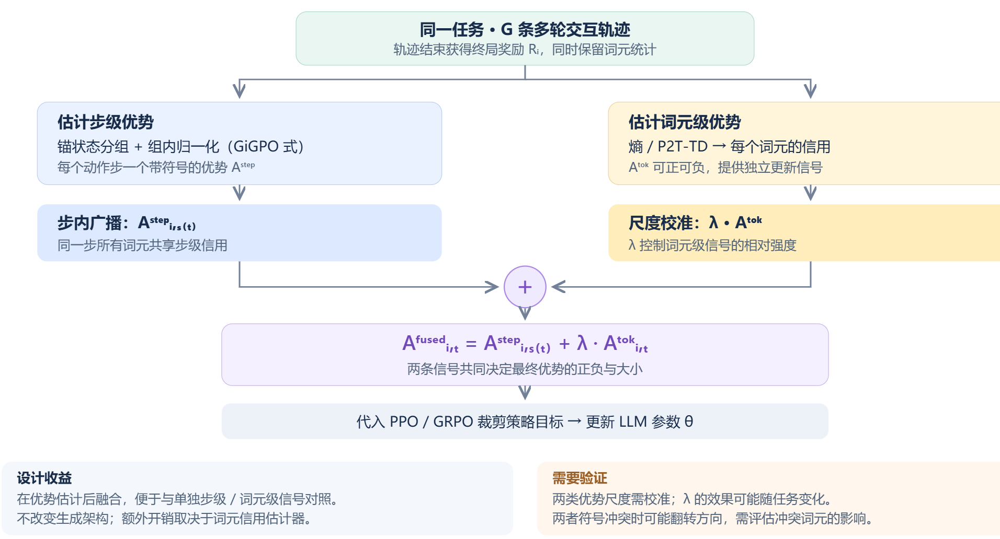 同一任务 • G 条多轮交互轨迹
轨迹结束获得终局奖励 Rᵢ，同时保留词元统计
估计步级优势
锚状态分组 + 组内归一化（GiGPO 式）
每个动作步一个带符号的优势 Aˢᵗᵉᵖ
估计词元级优势
熵 / P2T-TD → 每个词元的信用
Aᵗᵒᵏ 可正可负，提供独立更新信号
步内广播：Aˢᵗᵉᵖᵢ,ₛ₍ₜ₎
同一步所有词元共享步级信用
尺度校准：λ • Aᵗᵒᵏ
λ 控制词元级信号的相对强度
+
Aᶠᵘˢᵉᵈᵢ,ₜ = Aˢᵗᵉᵖᵢ,ₛ₍ₜ₎ + λ · Aᵗᵒᵏᵢ,ₜ
两条信号共同决定最终优势的正负与大小
代入 PPO / GRPO 裁剪策略目标 → 更新 LLM 参数 θ
设计收益
在优势估计后融合，便于与单独步级 / 词元级信号对照。
不改变生成架构；额外开销取决于词元信用估计器。
需要验证
两类优势尺度需校准；λ 的效果可能随任务变化。
两者符号冲突时可能翻转方向，需评估冲突词元的影响。